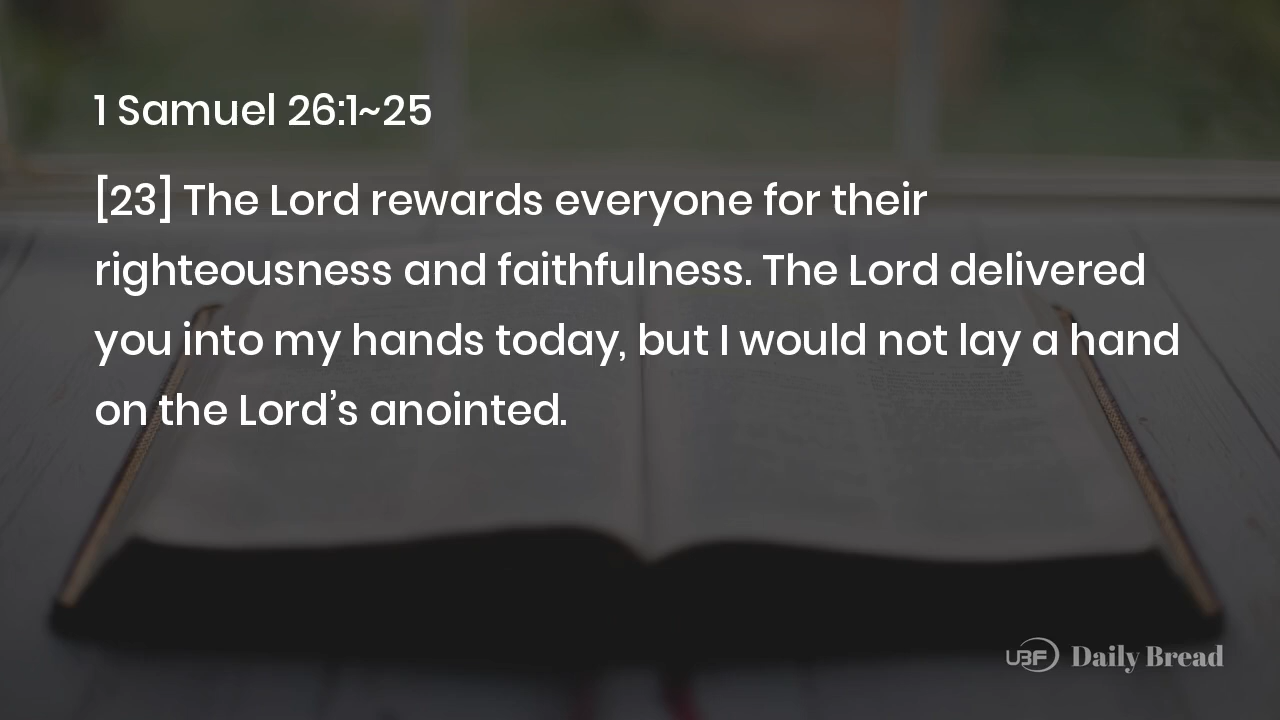 1 Samuel 26:1~25
[23] The Lord rewards everyone for their
righteousness and faithfulness. The Lord delivered
you into my hands today, but I would not lay a hand
on the Lord’s anointed.
UBF Daily Bread